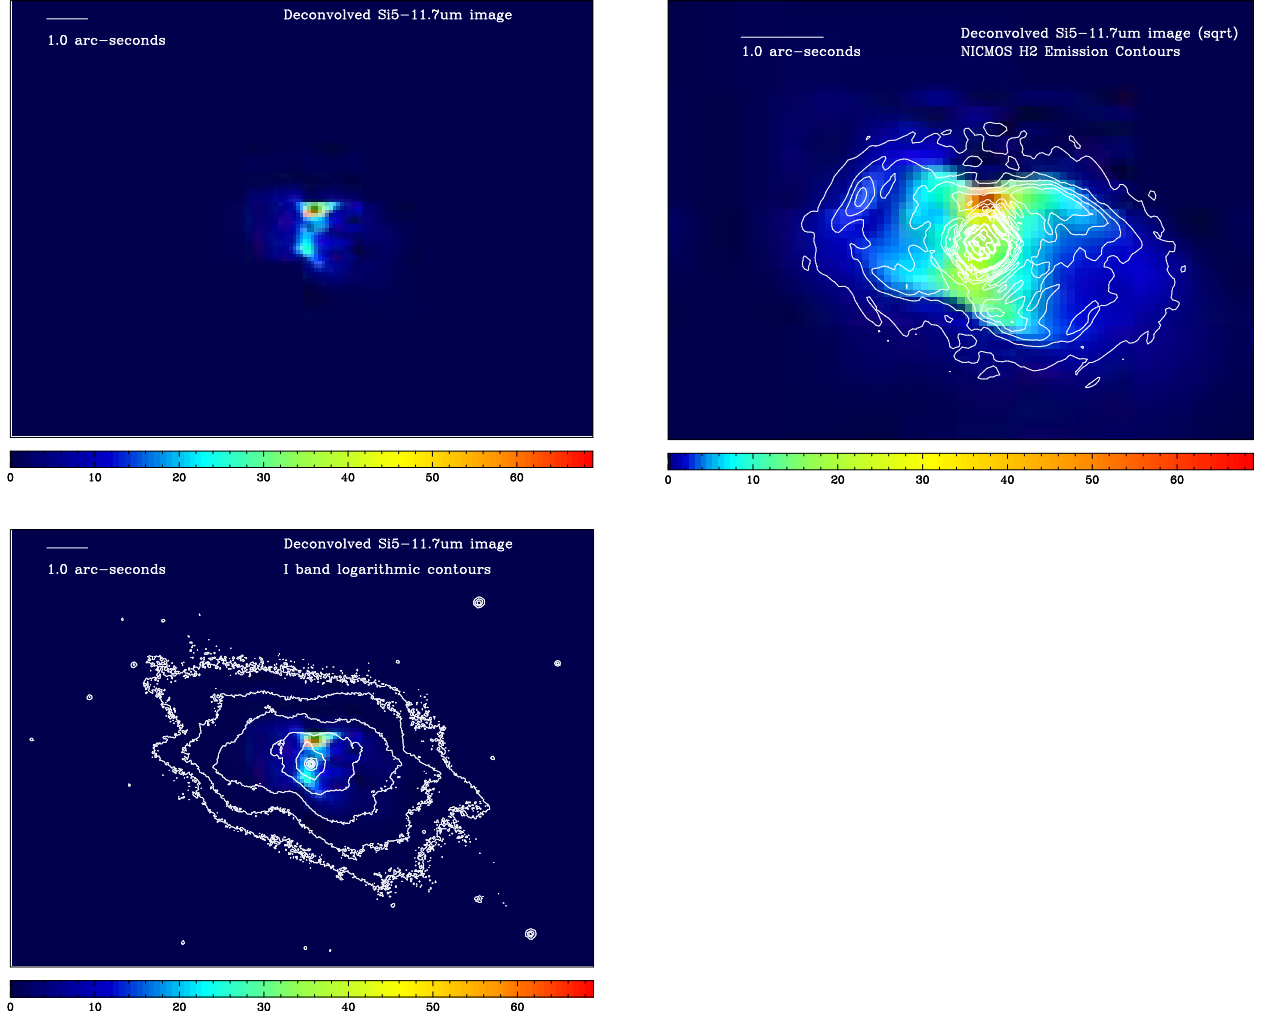 Deconvolved Si5-11.7um image
1.0 arc-seconds
0 10 20 30 40 50 60
Deconvolved Si5-11.7um image (sqrt)
1.0 arc-seconds NICMOS H2 Emission Contours
0 10 20 30 40 50 60
Deconvolved Si5-11.7um image
1.0 arc-seconds I band logarithmic contours
0 10 20 30 40 50 60